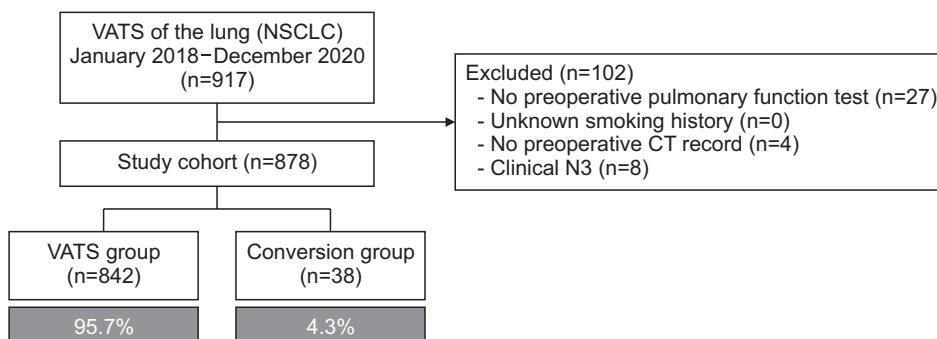 VATS of the lung (NSCLC)
January 2018−December 2020
(n=917)
Excluded (n=102)
- No preoperative pulmonary function test (n=27)
- Unknown smoking history (n=0)
- No preoperative CT record (n=4)
- Clinical N3 (n=8)
Study cohort (n=878)
VATS group
(n=842)
Conversion group
(n=38)
95.7%
4.3%